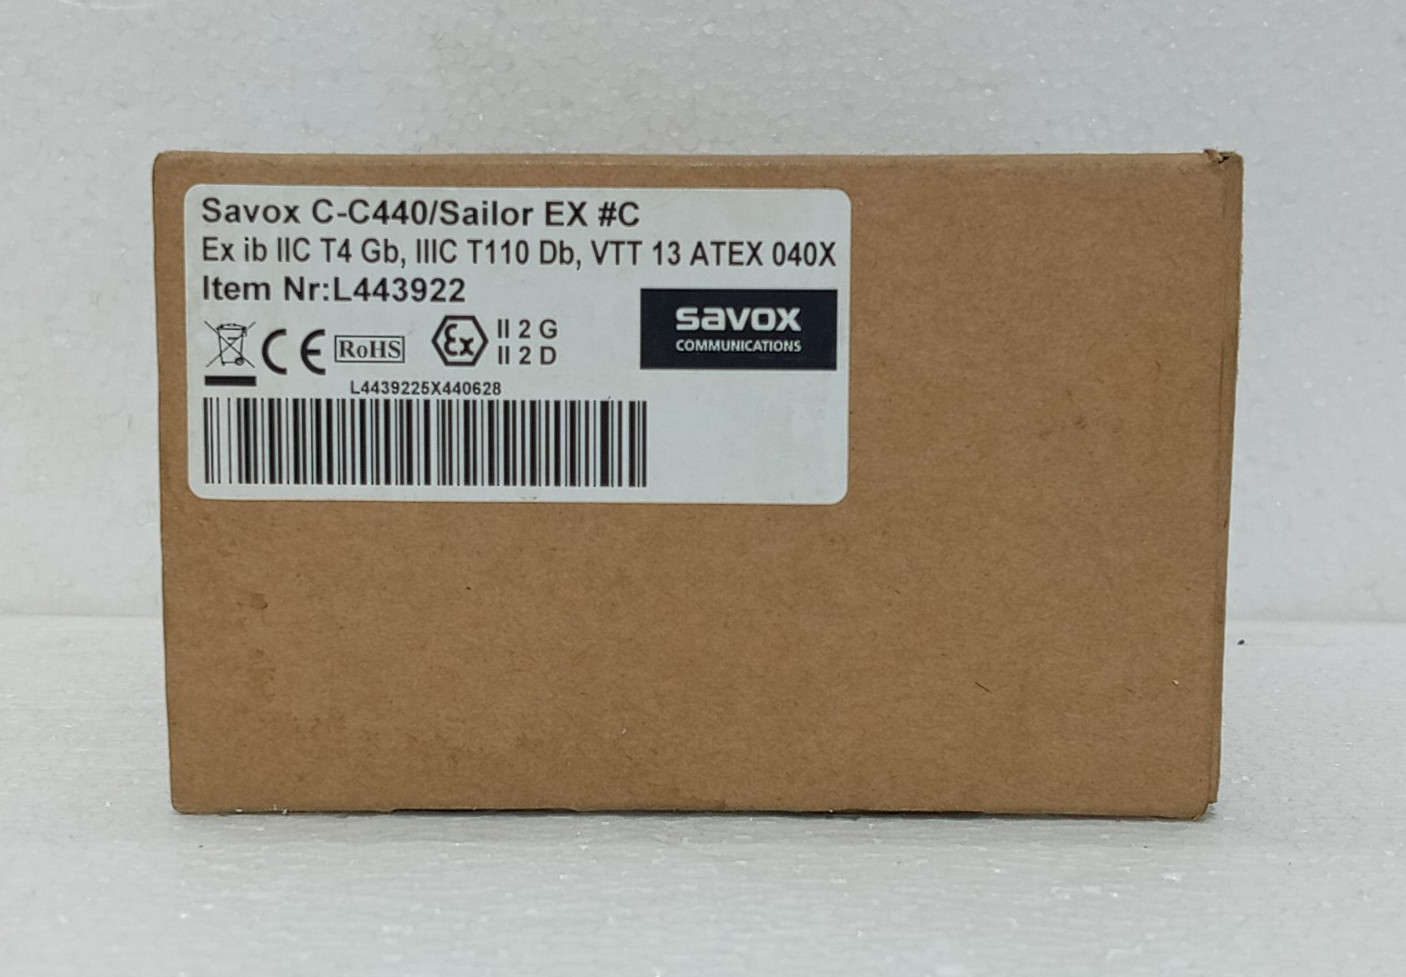 Savox C-C440/Sailor EX #C
Ex ib IIC T4 Gb, IIIC T110 Db, VTT 13 ATEX 040X
Item Nr:L443922
CE RoHS Ex II 2 G
II 2 D
savox
COMMUNICATIONS
L4439225X440628